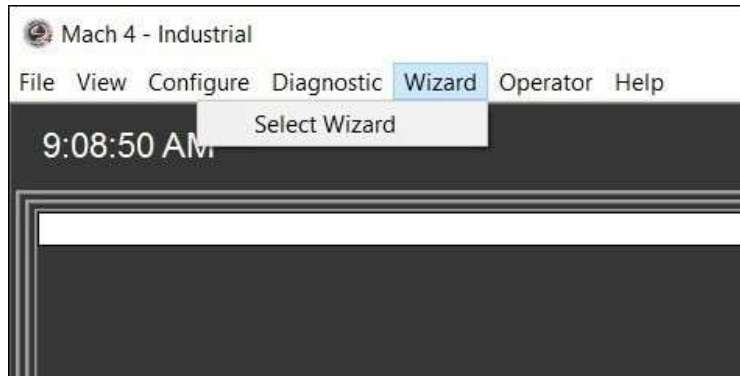 Mach 4 - Industrial
File View Configure Diagnostic Wizard Operator Help
Select Wizard
9:08:50 AM